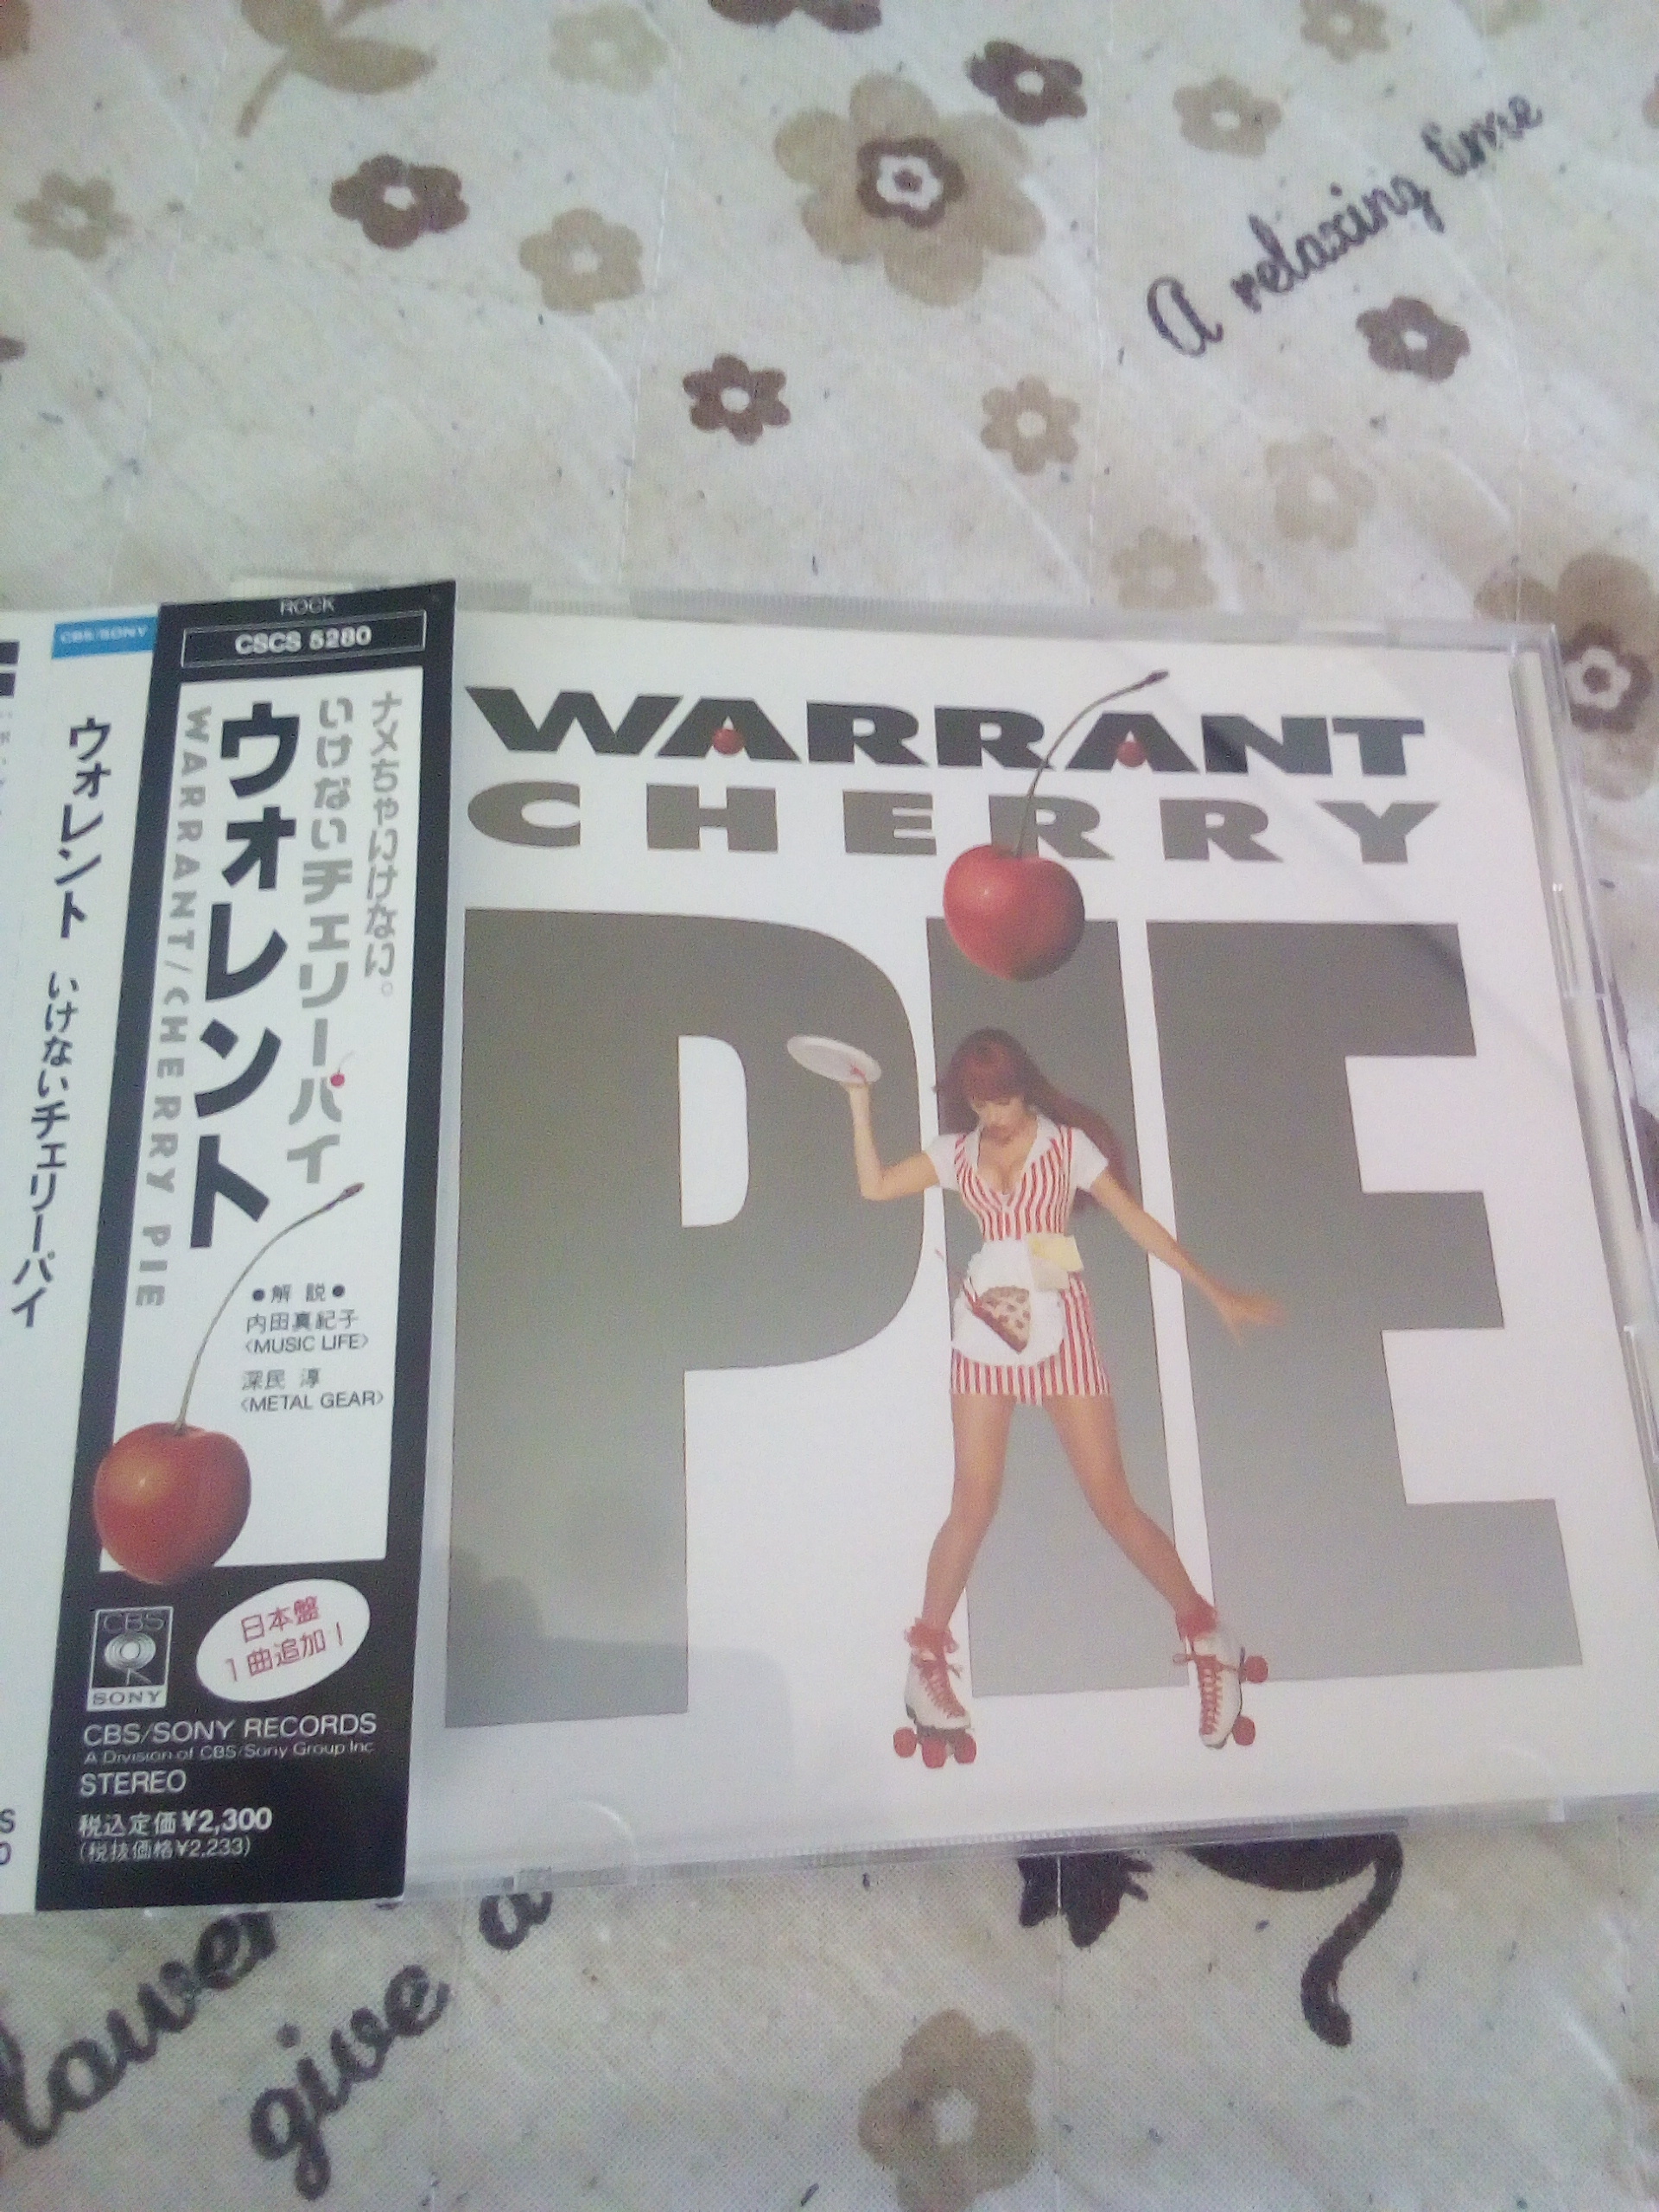 A relaxing time
CBS/SONY
ウォレント いけないチェリーパイ
ROCK
CSCS 5280
ナメちゃいけない。
いけないチェリーパイ
ウォレント
WARRANT/CHERRY PIE
●解 説●
内田真紀子
〈MUSIC LIFE〉
深民 淳
〈METAL GEAR〉
日本盤
1曲追加!
CBS
SONY
CBS/SONY RECORDS
A Division of CBS/Sony Group Inc.
STEREO
税込定価¥2,300
(税抜価格¥2,233)
WARRANT
CHERRY
PIE
give a